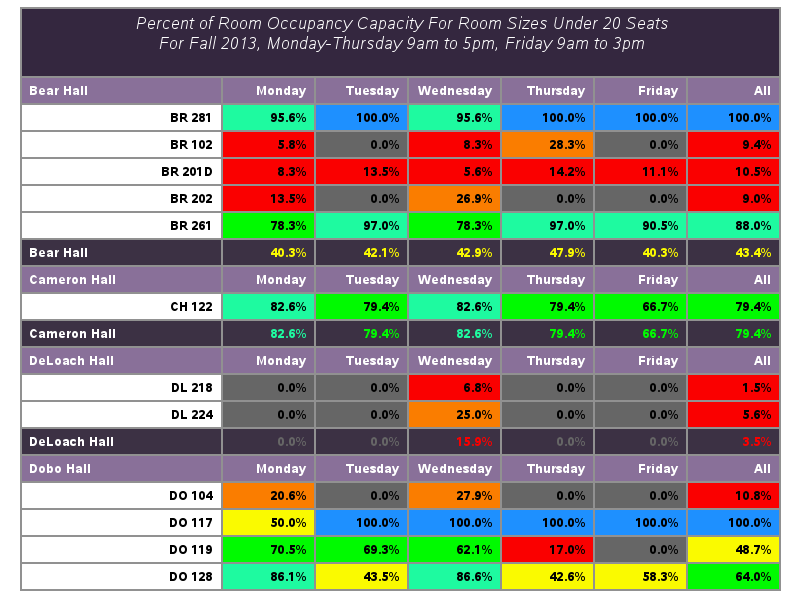 Percent of Room Occupancy Capacity For Room Sizes Under 20 Seats
For Fall 2013, Monday-Thursday 9am to 5pm, Friday 9am to 3pm
Bear Hall Monday Tuesday Wednesday Thursday Friday All
BR 281 95.6% 100.0% 95.6% 100.0% 100.0% 100.0%
BR 102 5.8% 0.0% 8.3% 28.3% 0.0% 9.4%
BR 201D 8.3% 13.5% 5.6% 14.2% 11.1% 10.5%
BR 202 13.5% 0.0% 26.9% 0.0% 0.0% 9.0%
BR 261 78.3% 97.0% 78.3% 97.0% 90.5% 88.0%
Bear Hall 40.3% 42.1% 42.9% 47.9% 40.3% 43.4%
Cameron Hall Monday Tuesday Wednesday Thursday Friday All
CH 122 82.6% 79.4% 82.6% 79.4% 66.7% 79.4%
Cameron Hall 82.6% 79.4% 82.6% 79.4% 66.7% 79.4%
DeLoach Hall Monday Tuesday Wednesday Thursday Friday All
DL 218 0.0% 0.0% 6.8% 0.0% 0.0% 1.5%
DL 224 0.0% 0.0% 25.0% 0.0% 0.0% 5.6%
DeLoach Hall 0.0% 0.0% 15.9% 0.0% 0.0% 3.5%
Dobo Hall Monday Tuesday Wednesday Thursday Friday All
DO 104 20.6% 0.0% 27.9% 0.0% 0.0% 10.8%
DO 117 50.0% 100.0% 100.0% 100.0% 100.0% 100.0%
DO 119 70.5% 69.3% 62.1% 17.0% 0.0% 48.7%
DO 128 86.1% 43.5% 86.6% 42.6% 58.3% 64.0%